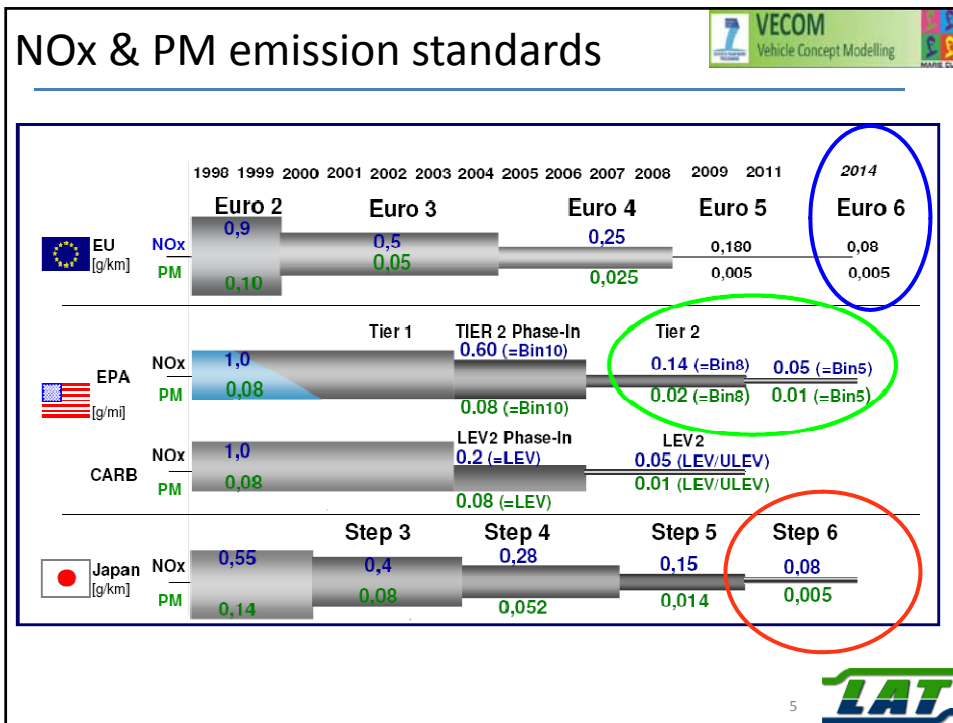 NOx & PM emission standards
VECOM
Vehicle Concept Modelling
1998 1999 2000 2001 2002 2003 2004 2005 2006 2007 2008 2009 2011 2014
Euro 2 Euro 3 Euro 4 Euro 5 Euro 6
EU NOx 0,9 0,5 0,25 0,180 0,08
[g/km] PM 0,10 0,05 0,025 0,005 0,005
Tier 1 TIER 2 Phase-In Tier 2
EPA NOx 1,0 0.60 (=Bin10) 0.14 (=Bin8) 0.05 (=Bin5)
[g/mi] PM 0,08 0.08 (=Bin10) 0.02 (=Bin8) 0.01 (=Bin5)
LEV2 Phase-In LEV2
CARB NOx 1,0 0.2 (=LEV) 0.05 (LEV/ULEV)
PM 0,08 0.08 (=LEV) 0.01 (LEV/ULEV)
Step 3 Step 4 Step 5 Step 6
Japan NOx 0,55 0,4 0,28 0,15 0,08
[g/km] PM 0,14 0,08 0,052 0,014 0,005
5
LAT